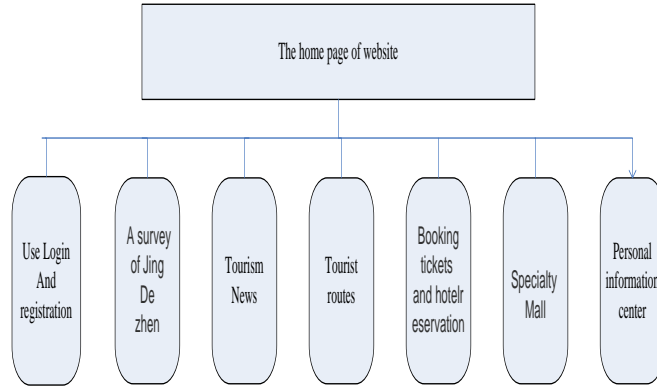 The home page of website
Use Login
And
registration
A survey
of Jing
De
zhen
Tourism
News
Tourist
routes
Booking
tickets
and hotelr
eservation
Specialty
Mall
Personal
information
center